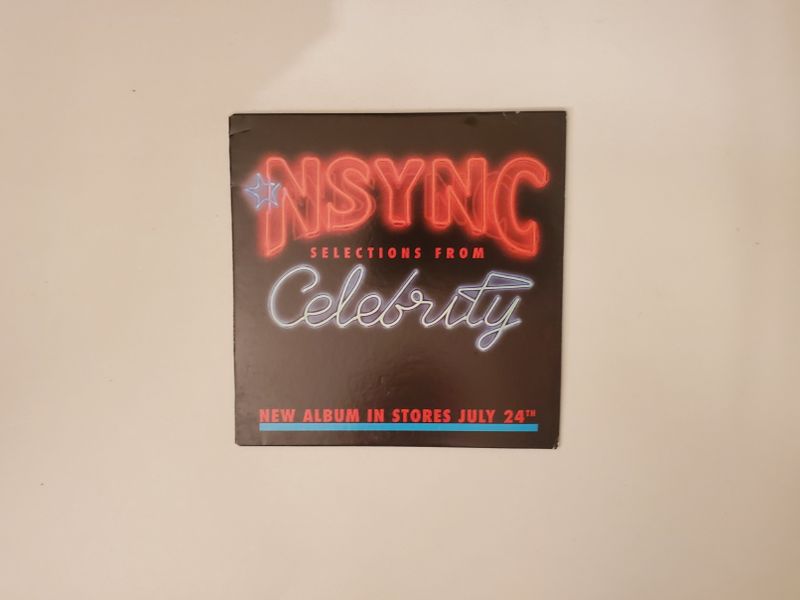 *NSYNC
SELECTIONS FROM
Celebrity
NEW ALBUM IN STORES JULY 24TH